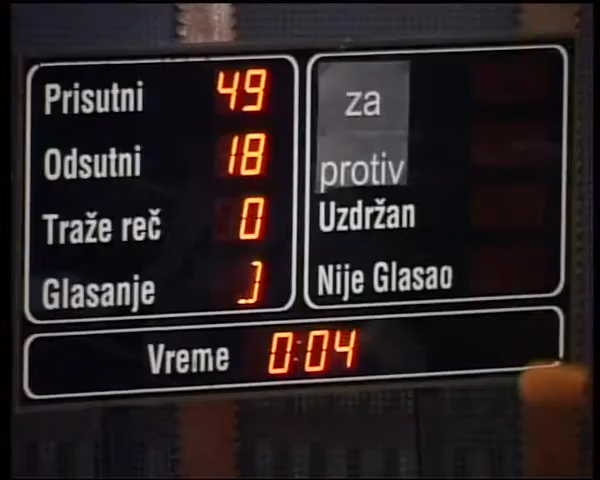 Prisutni 49
Odsutni 18
Traže reč 0
Glasanje
za
protiv
Uzdržan
Nije Glasao
Vreme 0:04